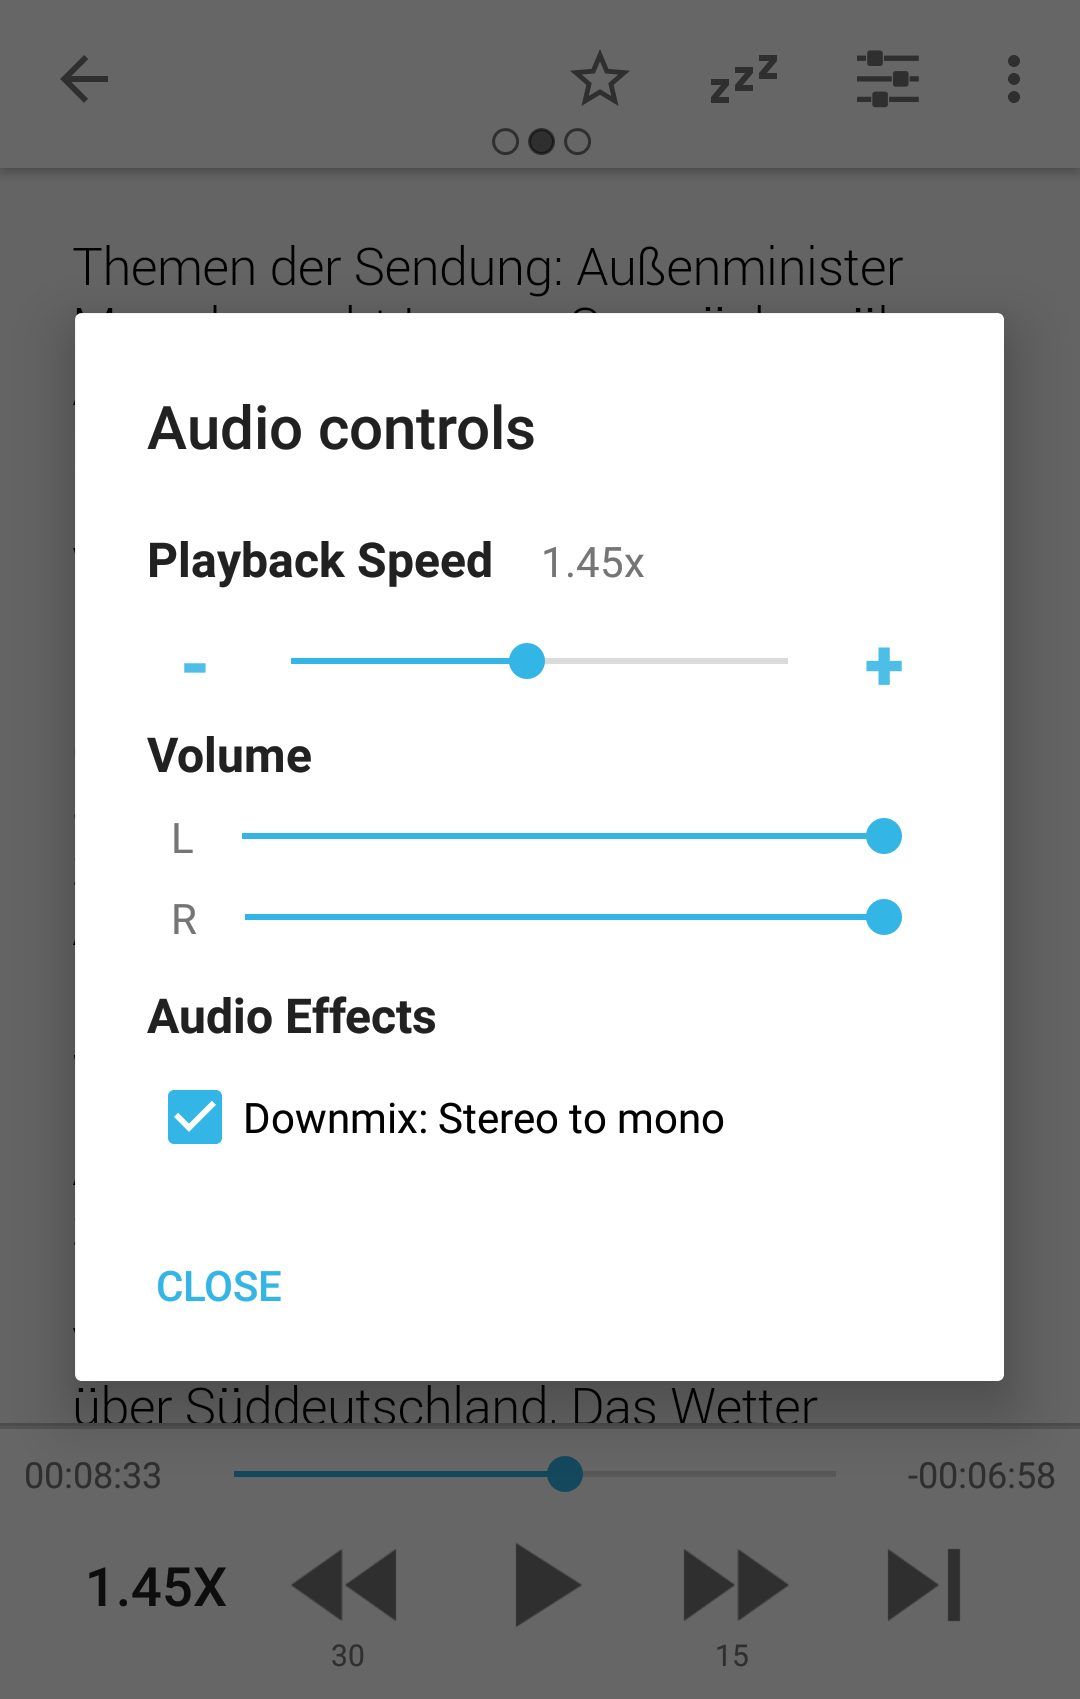 zzz
Themen der Sendung: Außenminister
Audio controls
Playback Speed 1.45x
- +
Volume
L
R
Audio Effects
Downmix: Stereo to mono
CLOSE
über Süddeutschland. Das Wetter
00:08:33 -00:06:58
1.45X
30 15